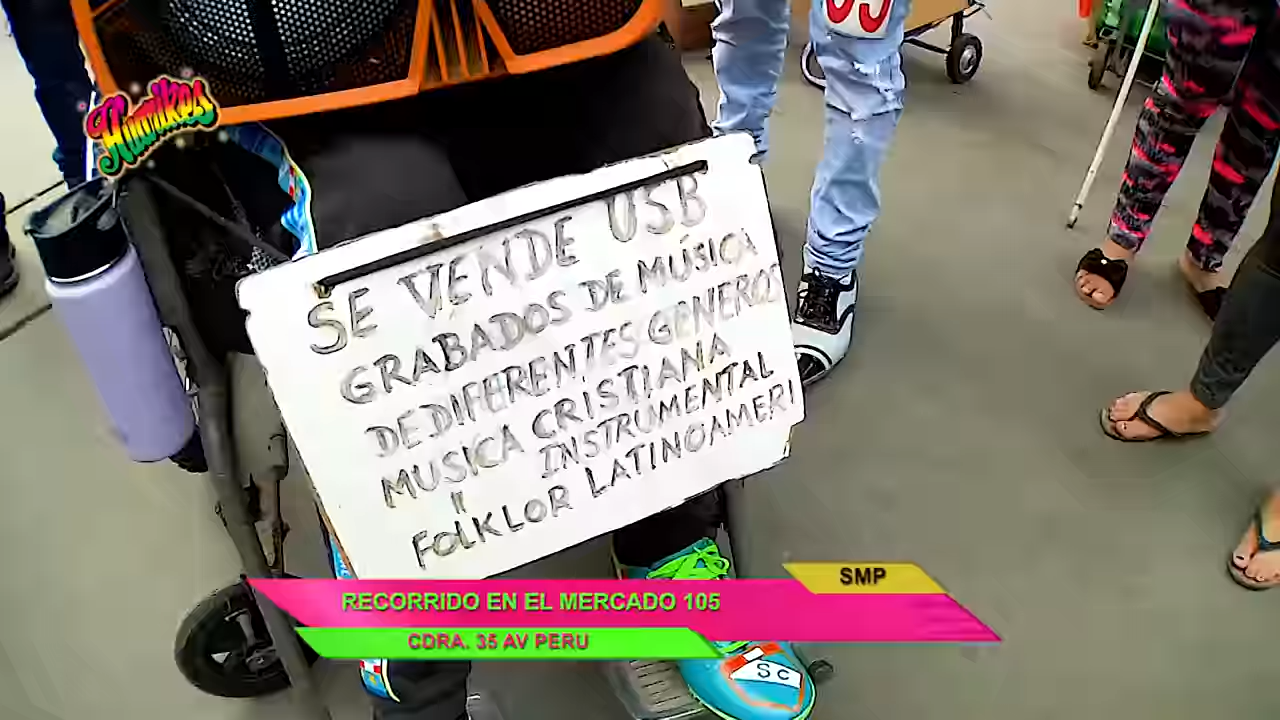 Huarikes
SE VENDE USB
GRABADOS DE MÚSICA
DE DIFERENTES GENEROS
MUSICA CRISTIANA
" INSTRUMENTAL
FOLKLOR LATINOAMERI
SMP
RECORRIDO EN EL MERCADO 105
CDRA. 35 AV PERU
SC